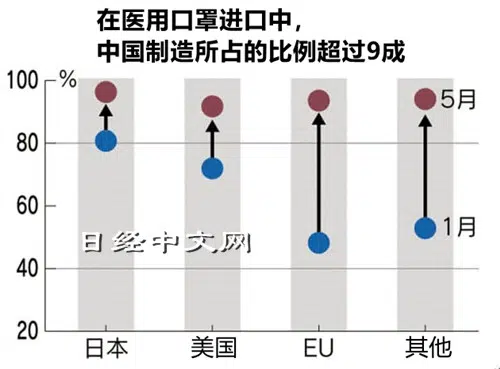 在医用口罩进口中，
中国制造所占的比例超过9成
100 %
5月
80
60
1月
日经中文网
40
20
日本 美国 EU 其他